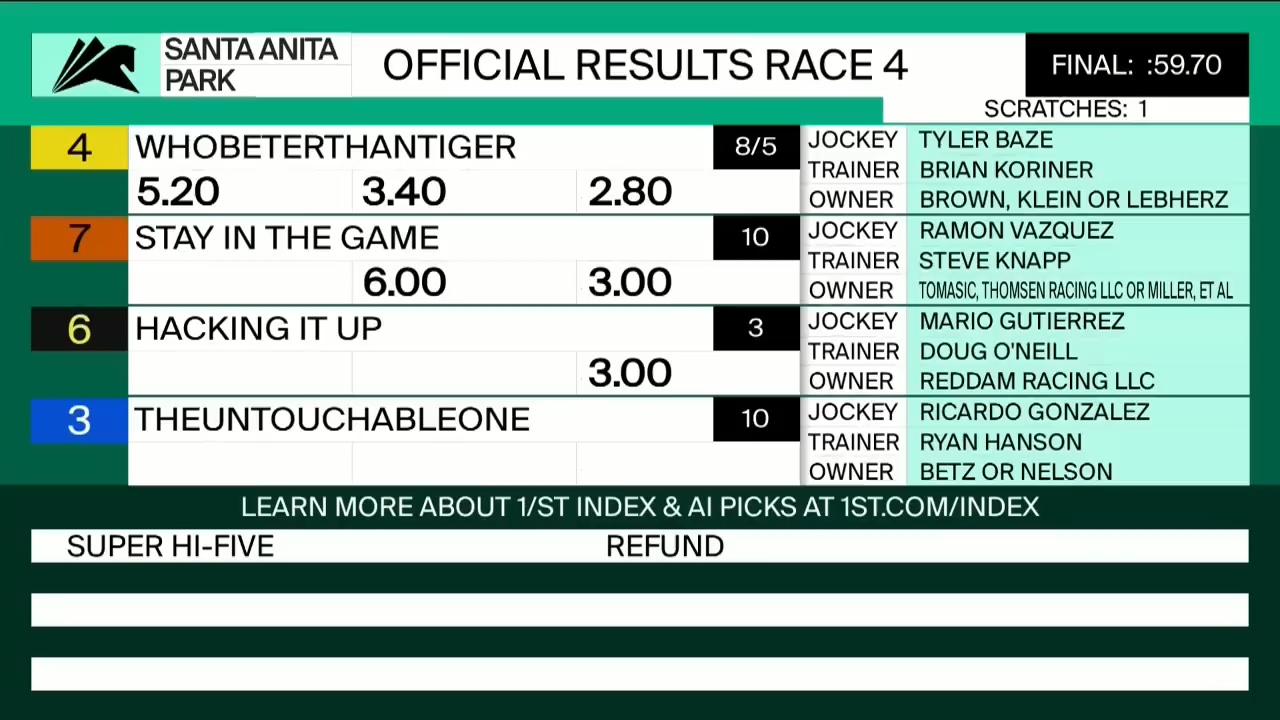 SANTA ANITA
PARK
OFFICIAL RESULTS RACE 4
FINAL: :59.70
SCRATCHES: 1
4 WHOBETERTHANTIGER 8/5
5.20 3.40 2.80
JOCKEY TYLER BAZE
TRAINER BRIAN KORINER
OWNER BROWN, KLEIN OR LEBHERZ
7 STAY IN THE GAME 10
6.00 3.00
JOCKEY RAMON VAZQUEZ
TRAINER STEVE KNAPP
OWNER TOMASIC, THOMSEN RACING LLC OR MILLER, ET AL
6 HACKING IT UP 3
3.00
JOCKEY MARIO GUTIERREZ
TRAINER DOUG O'NEILL
OWNER REDDAM RACING LLC
3 THEUNTOUCHABLEONE 10
JOCKEY RICARDO GONZALEZ
TRAINER RYAN HANSON
OWNER BETZ OR NELSON
LEARN MORE ABOUT 1/ST INDEX & AI PICKS AT 1ST.COM/INDEX
SUPER HI-FIVE REFUND